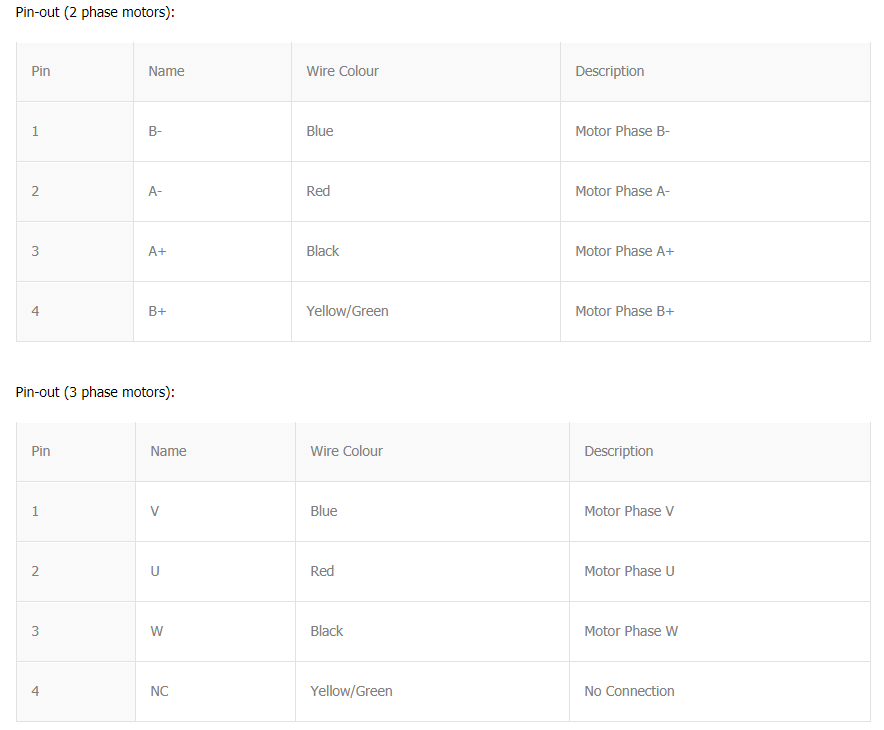 Pin-out (2 phase motors):
Pin Name Wire Colour Description
1 B- Blue Motor Phase B-
2 A- Red Motor Phase A-
3 A+ Black Motor Phase A+
4 B+ Yellow/Green Motor Phase B+
Pin-out (3 phase motors):
Pin Name Wire Colour Description
1 V Blue Motor Phase V
2 U Red Motor Phase U
3 W Black Motor Phase W
4 NC Yellow/Green No Connection